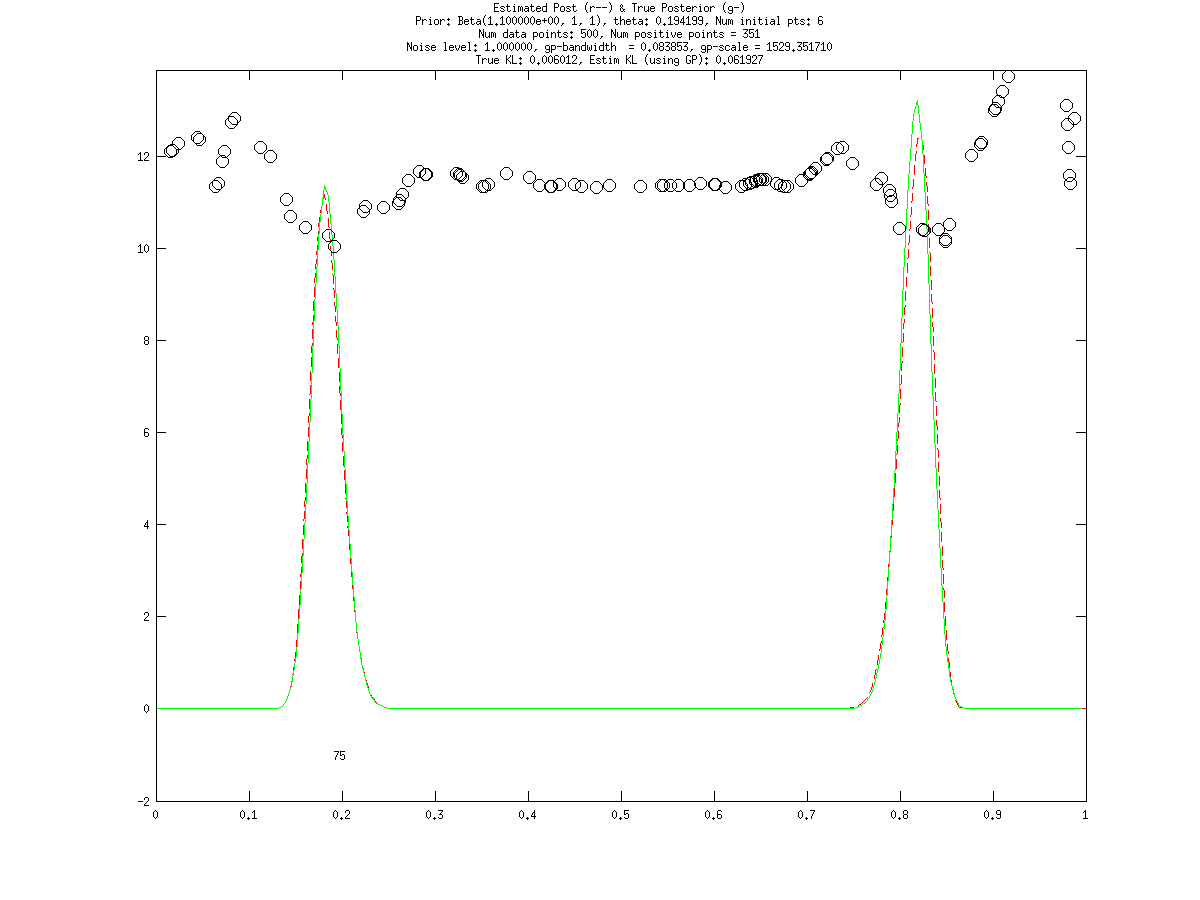 Estimated Post (r--) & True Posterior (g-)
Prior: Beta(1.100000e+00, 1, 1), theta: 0.194199, Num initial pts: 6
Num data points: 500, Num positive points = 351
Noise level: 1.000000, gp-bandwidth  = 0.083853, gp-scale = 1529.351710
True KL: 0.006012, Estim KL (using GP): 0.061927
12
10
8
6
4
2
0
75
-2
0 0.1 0.2 0.3 0.4 0.5 0.6 0.7 0.8 0.9 1